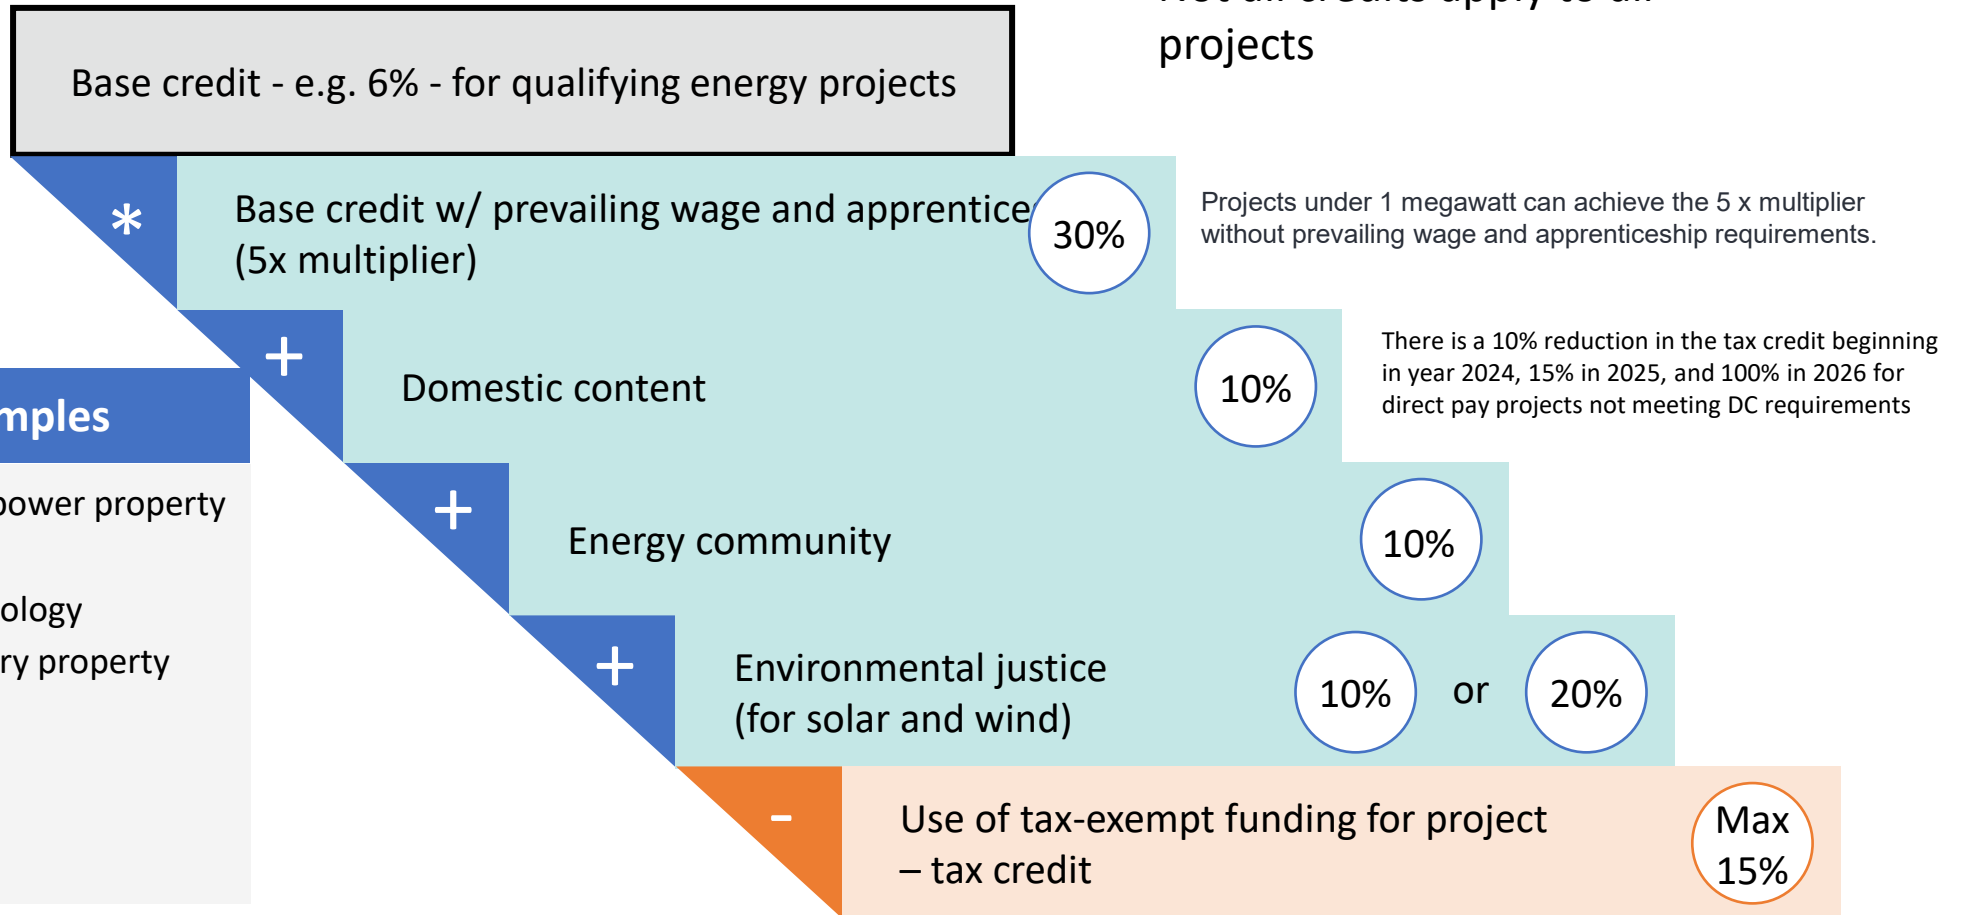 projects
Base credit - e.g. 6% - for qualifying energy projects
*
Base credit w/ prevailing wage and apprentice
(5x multiplier)
30%
Projects under 1 megawatt can achieve the 5 x multiplier
without prevailing wage and apprenticeship requirements.
+
Domestic content
10%
There is a 10% reduction in the tax credit beginning
in year 2024, 15% in 2025, and 100% in 2026 for
direct pay projects not meeting DC requirements
mples
power property
ology
ry property
+
Energy community
10%
+
Environmental justice
(for solar and wind)
10% or 20%
-
Use of tax-exempt funding for project
– tax credit
Max
15%